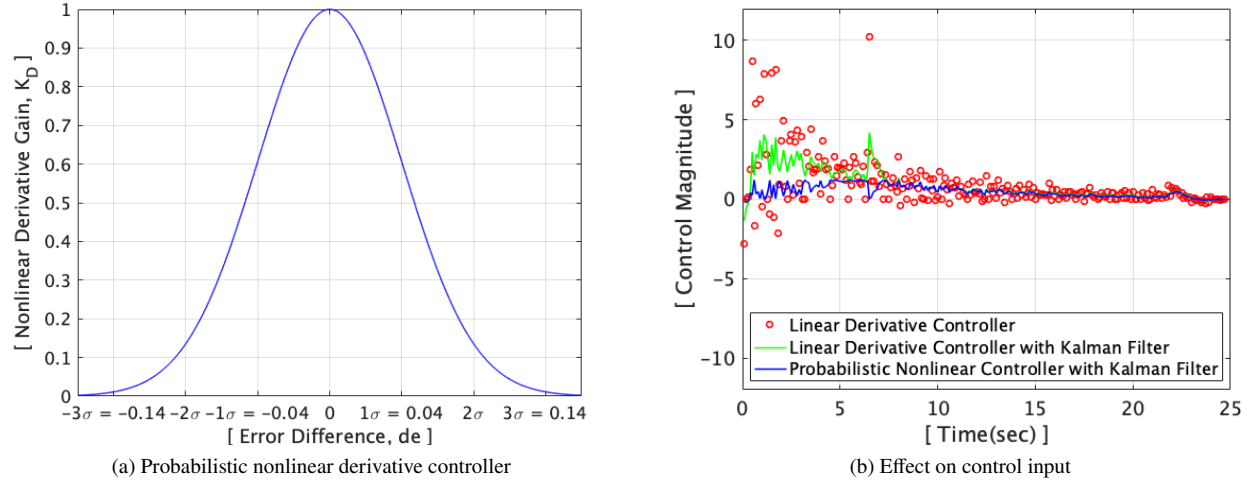 [ Nonlinear Derivative Gain, K_D ]
1
0.9
0.8
0.7
0.6
0.5
0.4
0.3
0.2
0.1
0
-3σ = -0.14 -2σ -1σ = -0.04 0 1σ = 0.04 2σ 3σ = 0.14
[ Error Difference, de ]
(a) Probabilistic nonlinear derivative controller
[ Control Magnitude ]
10
5
0
-5
-10
Linear Derivative Controller
Linear Derivative Controller with Kalman Filter
Probabilistic Nonlinear Controller with Kalman Filter
0 5 10 15 20 25
[ Time(sec) ]
(b) Effect on control input